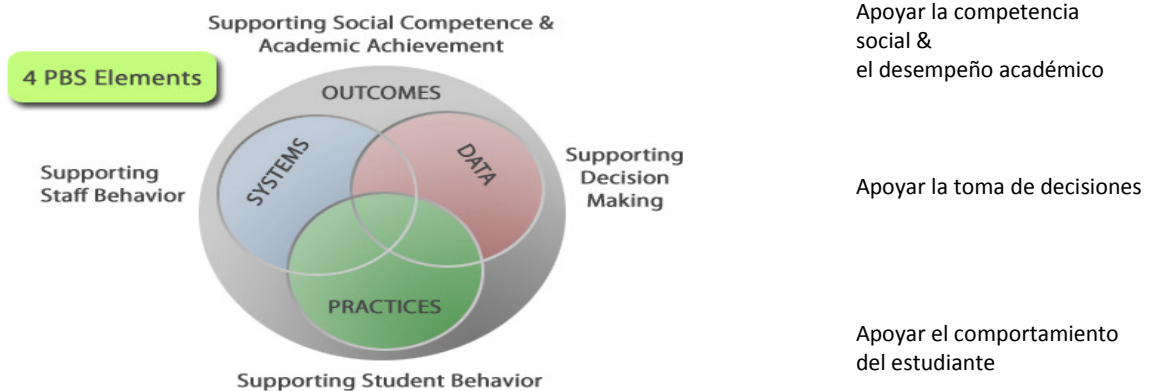 Supporting Social Competence &
Academic Achievement
4 PBS Elements
OUTCOMES
SYSTEMS
DATA
Supporting
Staff Behavior
Supporting
Decision
Making
PRACTICES
Supporting Student Behavior
Apoyar la competencia
social &
el desempeño académico
Apoyar la toma de decisiones
Apoyar el comportamiento
del estudiante